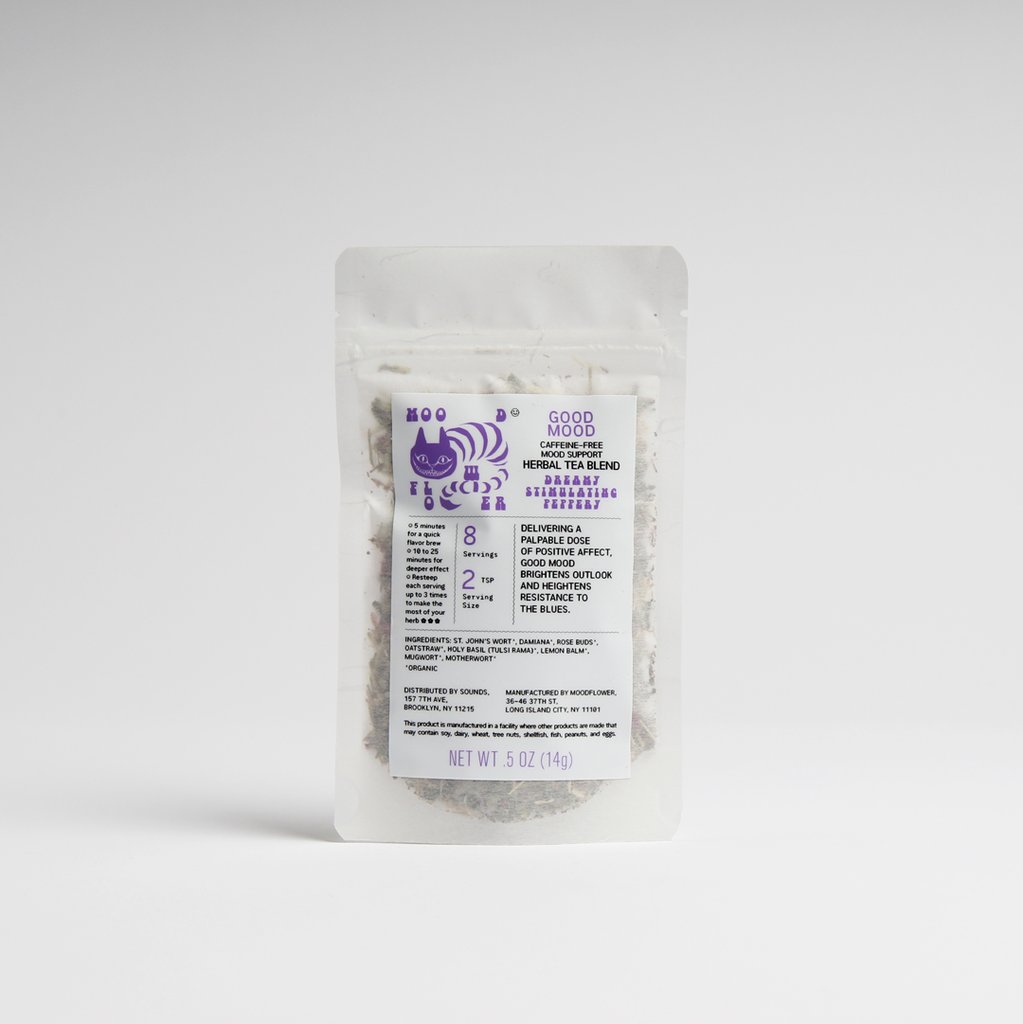 MOO D
FLOWER
GOOD
MOOD
CAFFEINE-FREE
MOOD SUPPORT
HERBAL TEA BLEND
DREAMY
STIMULATING
PEPPERY
5 minutes
for a quick
flavor brew
10 to 25
minutes for
deeper effect
Resteep
each serving
up to 3 times
to make the
most of your
herb
8
Servings
2 TSP
Serving
Size
DELIVERING A
PALPABLE DOSE
OF POSITIVE AFFECT,
GOOD MOOD
BRIGHTENS OUTLOOK
AND HEIGHTENS
RESISTANCE TO
THE BLUES.
INGREDIENTS: ST. JOHN'S WORT*, DAMIANA*, ROSE BUDS*,
OATSTRAW*, HOLY BASIL (TULSI RAMA)*, LEMON BALM*,
MUGWORT*, MOTHERWORT*
*ORGANIC
DISTRIBUTED BY SOUNDS,
157 7TH AVE,
BROOKLYN, NY 11215
MANUFACTURED BY MOODFLOWER,
36-46 37TH ST.
LONG ISLAND CITY, NY 11101
This product is manufactured in a facility where other products are made that
may contain soy, dairy, wheat, tree nuts, shellfish, fish, peanuts, and eggs.
NET WT .5 OZ (14g)